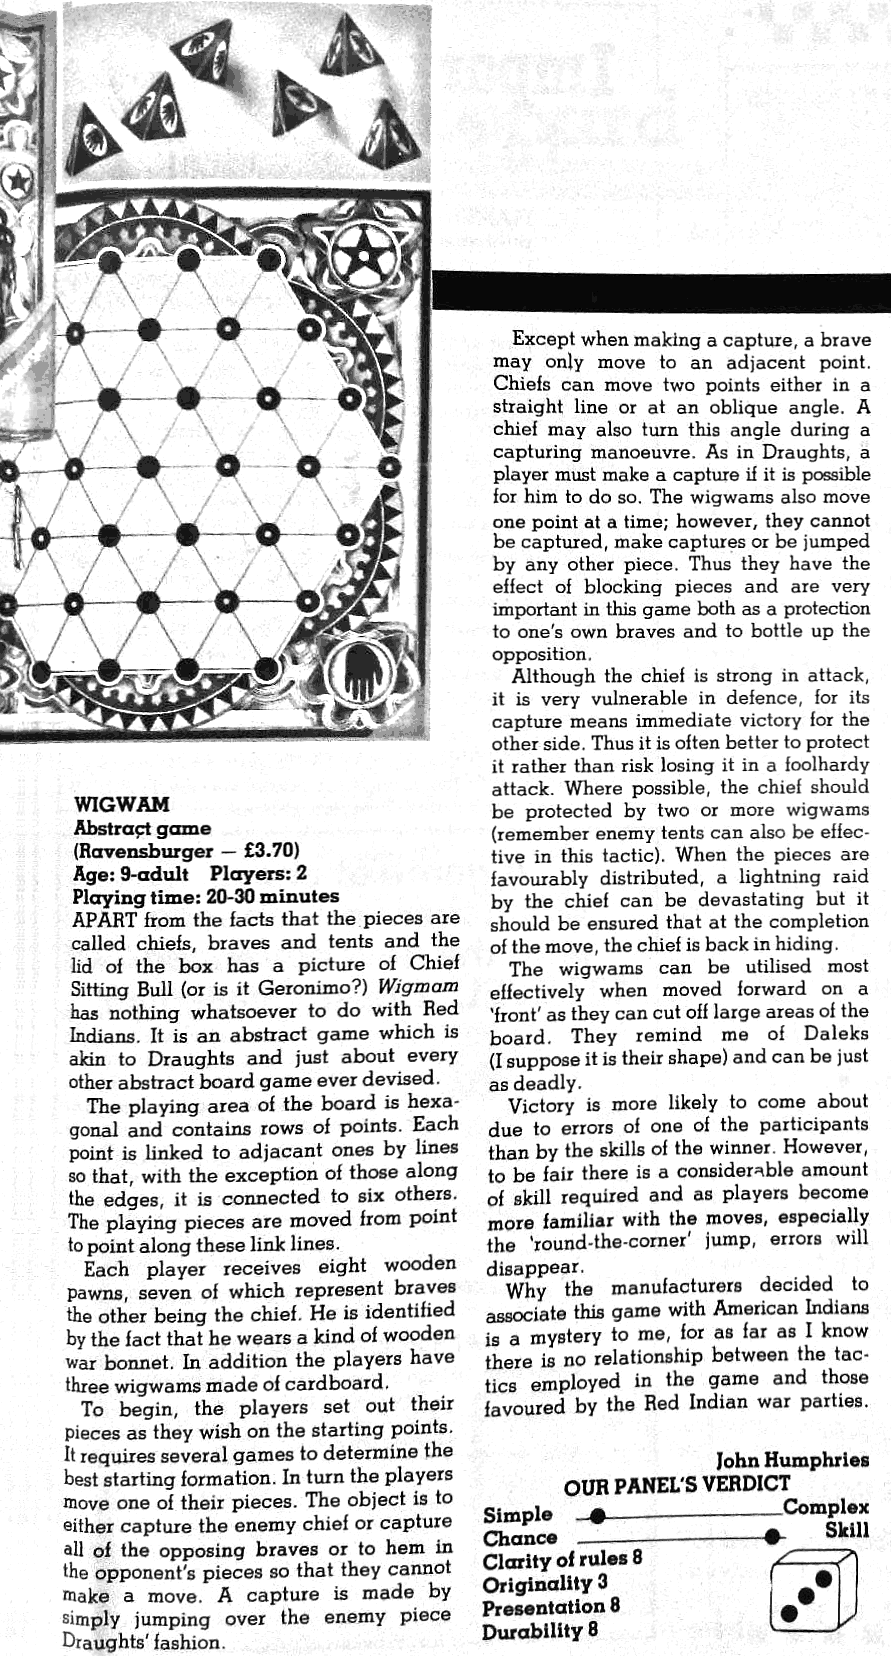 WIGWAM
Abstract game
(Ravensburger — £3.70)
Age: 9-adult Players: 2
Playing time: 20-30 minutes
APART from the facts that the pieces are
called chiefs, braves and tents and the
lid of the box has a picture of Chief
Sitting Bull (or is it Geronimo?) Wigmam
has nothing whatsoever to do with Red
Indians. It is an abstract game which is
akin to Draughts and just about every
other abstract board game ever devised.
The playing area of the board is hexa-
gonal and contains rows of points. Each
point is linked to adjacant ones by lines
so that, with the exception of those along
the edges, it is connected to six others.
The playing pieces are moved from point
to point along these link lines.
Each player receives eight wooden
pawns, seven of which represent braves
the other being the chief. He is identified
by the fact that he wears a kind of wooden
war bonnet. In addition the players have
three wigwams made of cardboard.
To begin, the players set out their
pieces as they wish on the starting points.
It requires several games to determine the
best starting formation. In turn the players
move one of their pieces. The object is to
either capture the enemy chief or capture
all of the opposing braves or to hem in
the opponent's pieces so that they cannot
make a move. A capture is made by
simply jumping over the enemy piece
Draughts' fashion.
Except when making a capture, a brave
may only move to an adjacent point.
Chiefs can move two points either in a
straight line or at an oblique angle. A
chief may also turn this angle during a
capturing manoeuvre. As in Draughts, a
player must make a capture if it is possible
for him to do so. The wigwams also move
one point at a time; however, they cannot
be captured, make captures or be jumped
by any other piece. Thus they have the
effect of blocking pieces and are very
important in this game both as a protection
to one's own braves and to bottle up the
opposition.
Although the chief is strong in attack,
it is very vulnerable in defence, for its
capture means immediate victory for the
other side. Thus it is often better to protect
it rather than risk losing it in a foolhardy
attack. Where possible, the chief should
be protected by two or more wigwams
(remember enemy tents can also be effec-
tive in this tactic). When the pieces are
favourably distributed, a lightning raid
by the chief can be devastating but it
should be ensured that at the completion
of the move, the chief is back in hiding.
The wigwams can be utilised most
effectively when moved forward on a
'front' as they can cut off large areas of the
board. They remind me of Daleks
(I suppose it is their shape) and can be just
as deadly.
Victory is more likely to come about
due to errors of one of the participants
than by the skills of the winner. However,
to be fair there is a considerable amount
of skill required and as players become
more familiar with the moves, especially
the 'round-the-corner' jump, errors will
disappear.
Why the manufacturers decided to
associate this game with American Indians
is a mystery to me, for as far as I know
there is no relationship between the tac-
tics employed in the game and those
favoured by the Red Indian war parties.
John Humphries
OUR PANEL'S VERDICT
Simple Complex
Chance Skill
Clarity of rules 8
Originality 3
Presentation 8
Durability 8